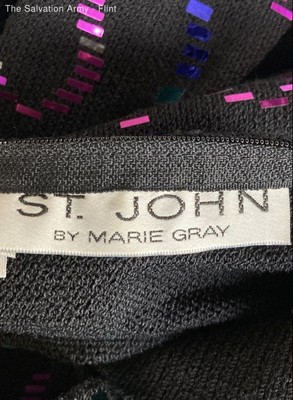 The Salvation Army - Flint
ST. JOHN
BY MARIE GRAY